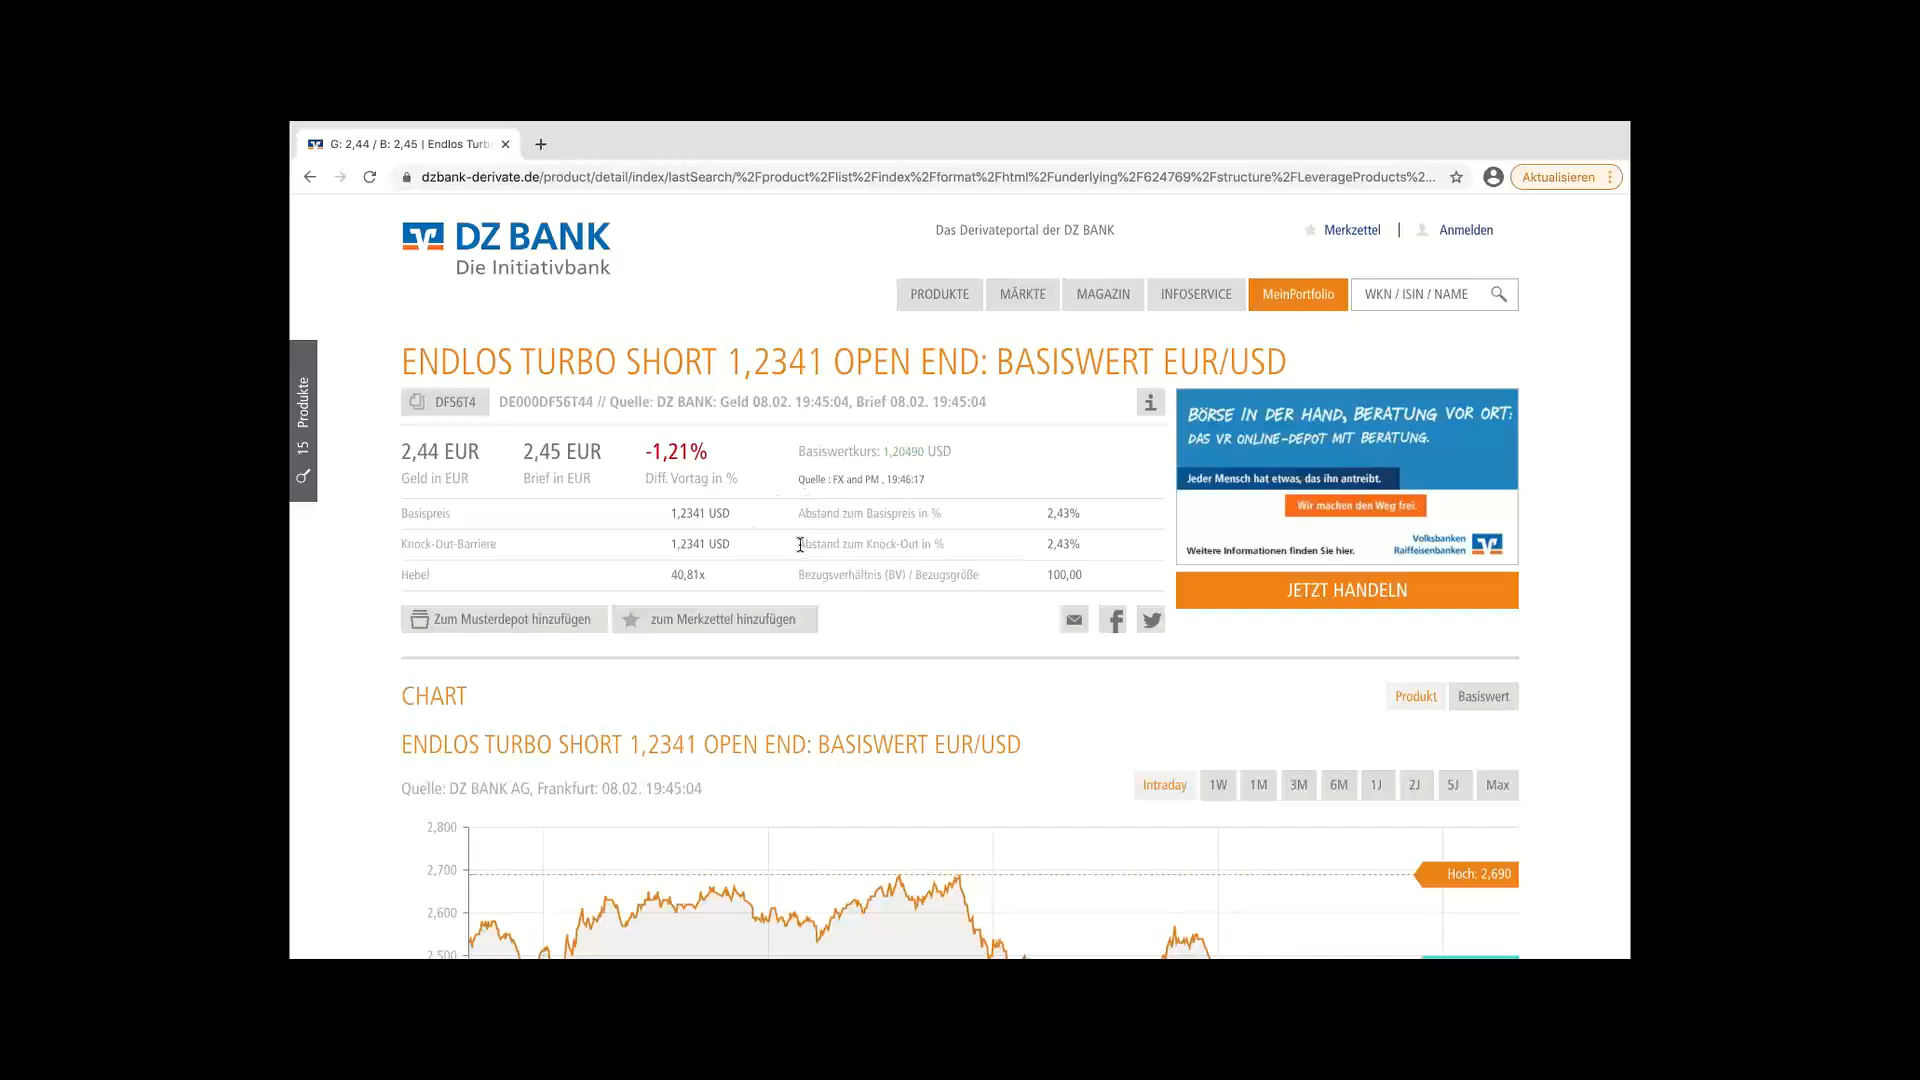 G: 2,44 / B: 2,45 | Endlos Turb
dzbank-derivate.de/product/detail/index/lastSearch/%2Fproduct%2Flist%2Findex%2Fformat%2Fhtml%2Funderlying%2F624769%2Fstructure%2FLeverageProducts%2...
Aktualisieren
DZ BANK
Die Initiativbank
Das Derivateportal der DZ BANK
Merkzettel | Anmelden
PRODUKTE MÄRKTE MAGAZIN INFOSERVICE MeinPortfolio WKN / ISIN / NAME
15 Produkte
ENDLOS TURBO SHORT 1,2341 OPEN END: BASISWERT EUR/USD
DF56T4 DE000DF56T44 // Quelle: DZ BANK: Geld 08.02. 19:45:04, Brief 08.02. 19:45:04
2,44 EUR 2,45 EUR -1,21% Basiswertkurs: 1,20490 USD
Geld in EUR Brief in EUR Diff. Vortag in % Quelle : FX and PM , 19:46:17
Basispreis 1,2341 USD Abstand zum Basispreis in % 2,43%
Knock-Out-Barriere 1,2341 USD Abstand zum Knock-Out in % 2,43%
Hebel 40,81x Bezugsverhältnis (BV) / Bezugsgröße 100,00
Zum Musterdepot hinzufügen zum Merkzettel hinzufügen
BÖRSE IN DER HAND, BERATUNG VOR ORT:
DAS VR ONLINE-DEPOT MIT BERATUNG.
Jeder Mensch hat etwas, das ihn antreibt.
Wir machen den Weg frei.
Volksbanken
Raiffeisenbanken
Weitere Informationen finden Sie hier.
JETZT HANDELN
CHART
Produkt Basiswert
ENDLOS TURBO SHORT 1,2341 OPEN END: BASISWERT EUR/USD
Quelle: DZ BANK AG, Frankfurt: 08.02. 19:45:04
Intraday 1W 1M 3M 6M 1J 2J 5J Max
2,800
2,700
Hoch: 2,690
2,600
2,500